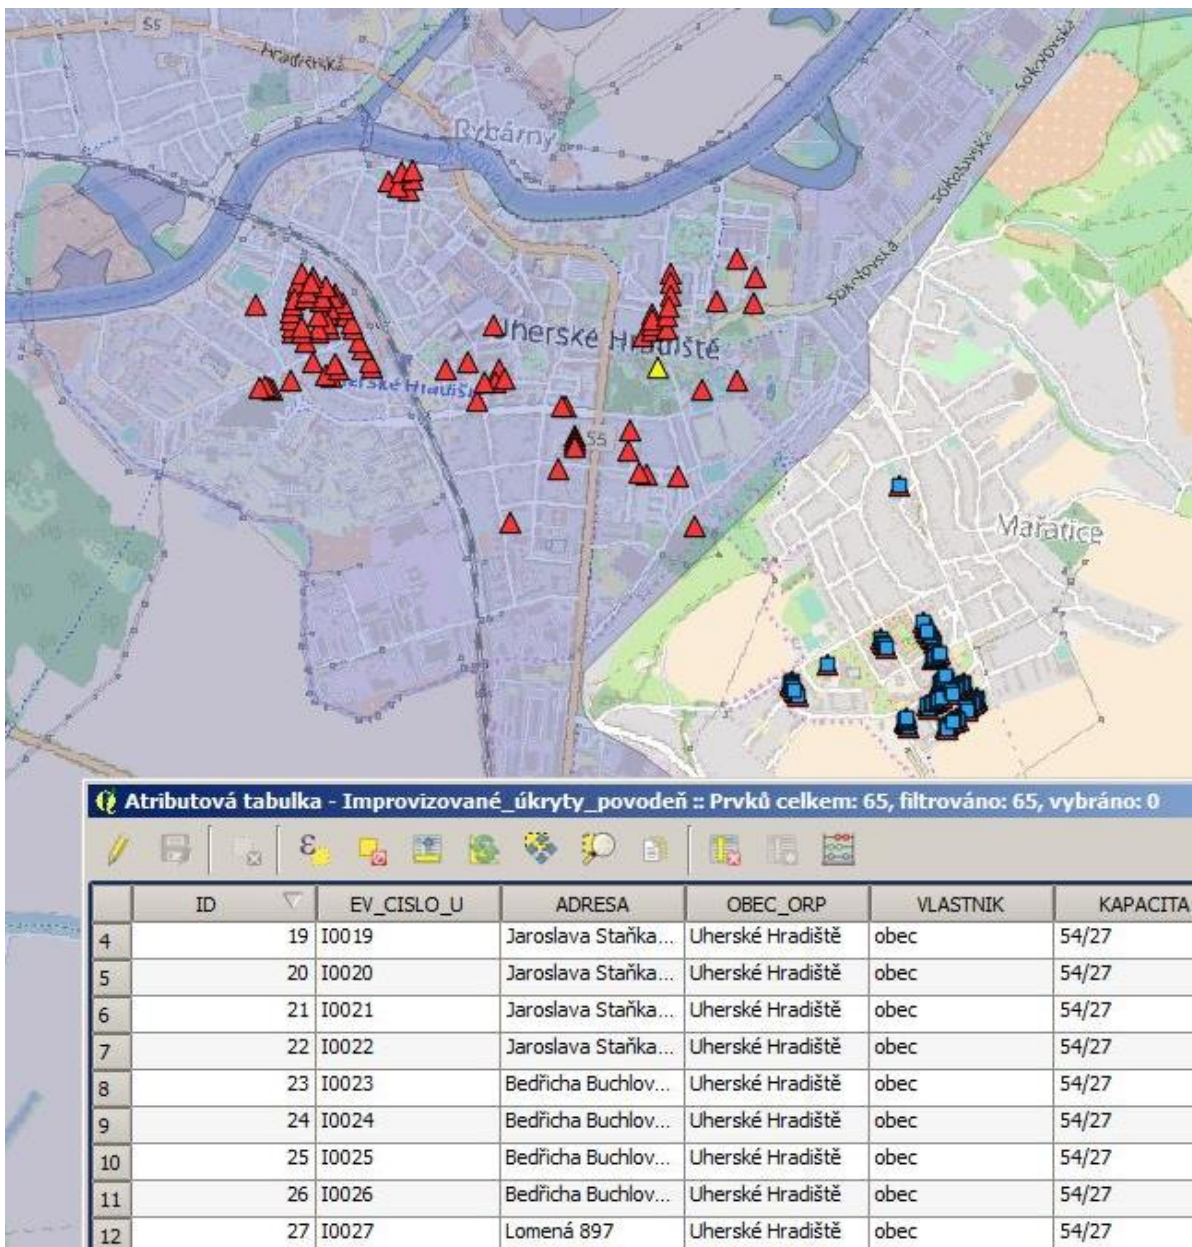 55
Hradišťská
Sokolovská
Rybárny
Sokolovská
Sokolovská
Uherské Hradiště
55
Mařatice
Atributová tabulka - Improvizované_úkryty_povodeň :: Prvků celkem: 65, filtrováno: 65, vybráno: 0
ID EV_CISLO_U ADRESA OBEC_ORP VLASTNIK KAPACITA
4 19 I0019 Jaroslava Staňka... Uherské Hradiště obec 54/27
5 20 I0020 Jaroslava Staňka... Uherské Hradiště obec 54/27
6 21 I0021 Jaroslava Staňka... Uherské Hradiště obec 54/27
7 22 I0022 Jaroslava Staňka... Uherské Hradiště obec 54/27
8 23 I0023 Bedřicha Buchlov... Uherské Hradiště obec 54/27
9 24 I0024 Bedřicha Buchlov... Uherské Hradiště obec 54/27
10 25 I0025 Bedřicha Buchlov... Uherské Hradiště obec 54/27
11 26 I0026 Bedřicha Buchlov... Uherské Hradiště obec 54/27
12 27 I0027 Lomená 897 Uherské Hradiště obec 54/27